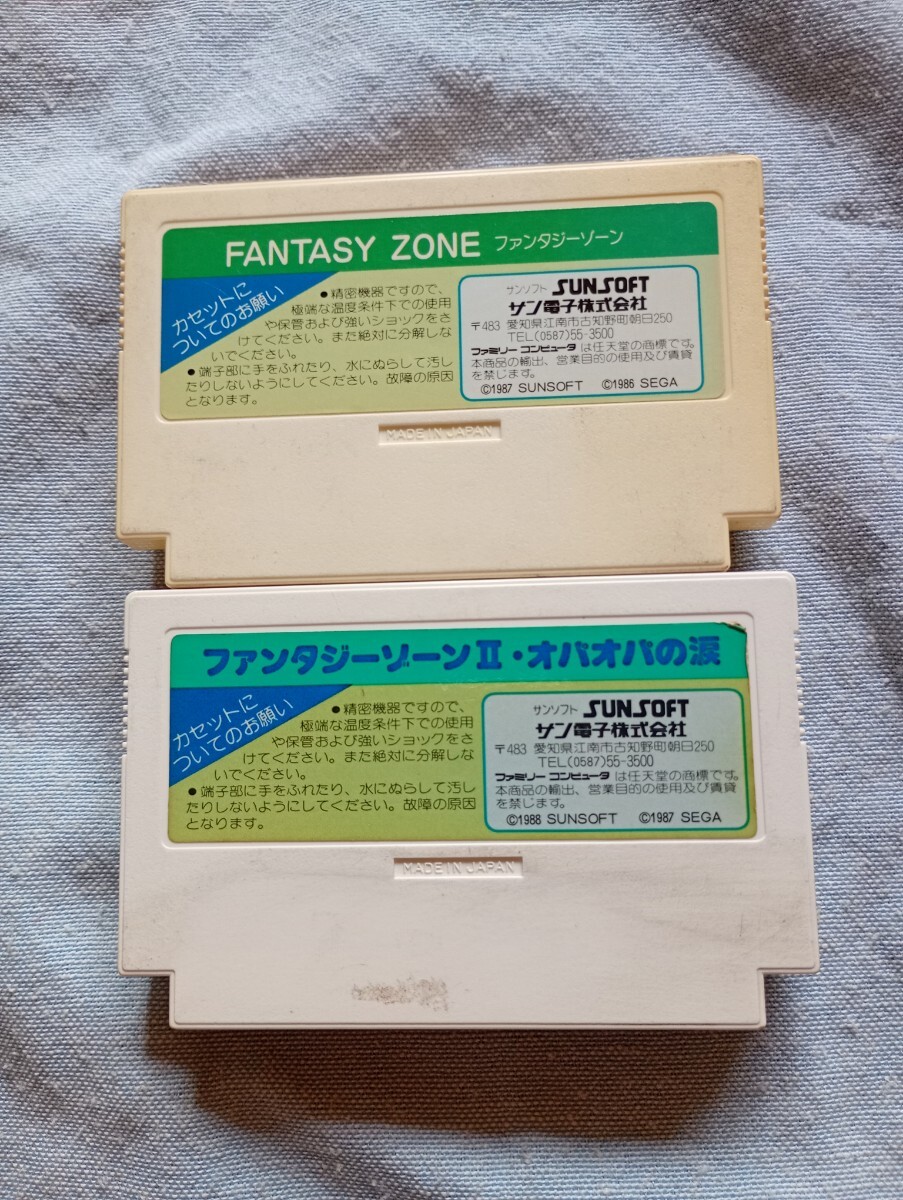 FANTASY ZONE ファンタジーゾーン
カセットに
ついてのお願い
●精密機器ですので、
極端な温度条件下での使用
や保管および強いショックをさ
けてください。また絶対に分解しな
いでください。
●端子部に手をふれたり、水にぬらして汚し
たりしないようにしてください。故障の原因
となります。
サンソフト SUNSOFT
サン電子株式会社
〒483 愛知県江南市古知野町朝日250
TEL(0587)55-3500
ファミリー コンピュータ は任天堂の商標です。
本商品の輸出、営業目的の使用及び賃貸
を禁じます。
©1987 SUNSOFT ©1986 SEGA
MADE IN JAPAN
ファンタジーゾーンⅡ・オパオパの涙
カセットに
ついてのお願い
●精密機器ですので、
極端な温度条件下での使用
や保管および強いショックをさ
けてください。また絶対に分解しな
いでください。
●端子部に手をふれたり、水にぬらして汚し
たりしないようにしてください。故障の原因
となります。
サンソフト SUNSOFT
サン電子株式会社
〒483 愛知県江南市古知野町朝日250
TEL(0587)55-3500
ファミリー コンピュータ は任天堂の商標です。
本商品の輸出、営業目的の使用及び賃貸
を禁じます。
©1988 SUNSOFT ©1987 SEGA
MADE IN JAPAN